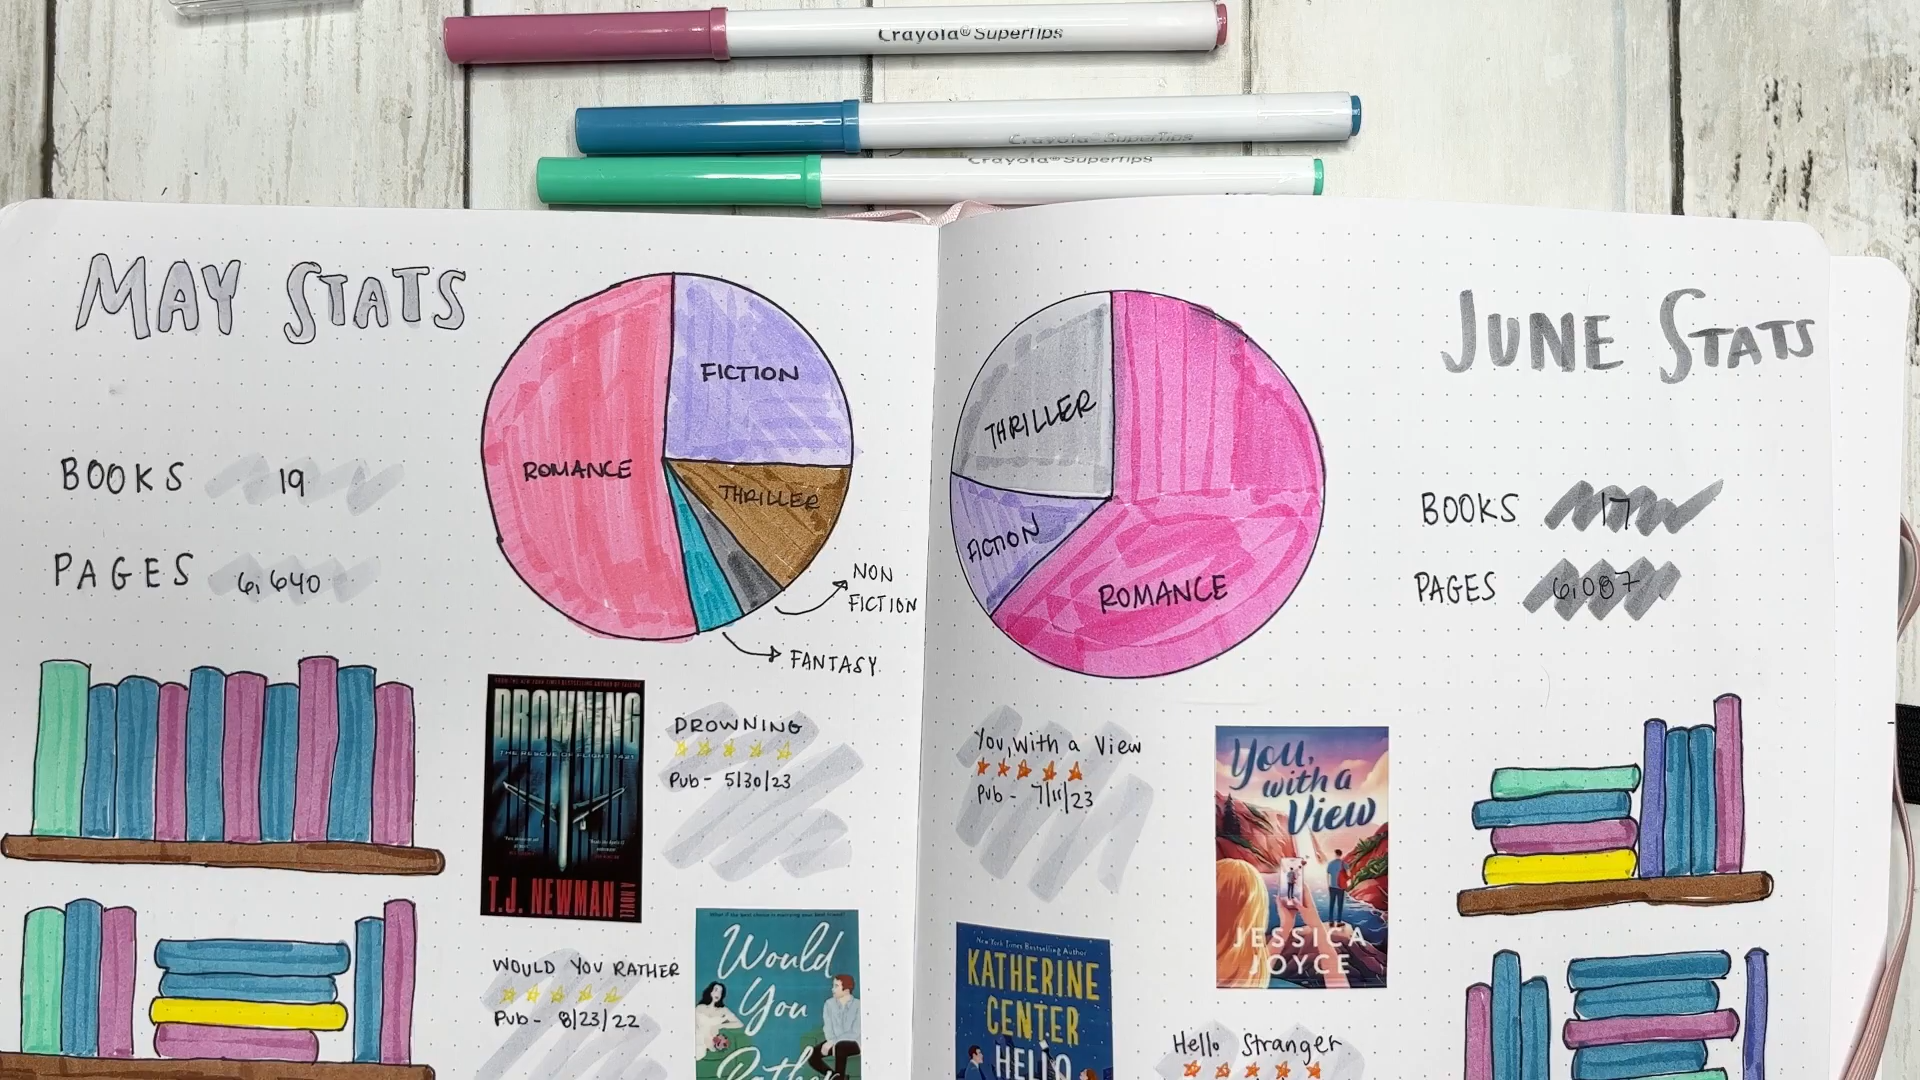 Crayola® SuperTips
Crayola® SuperTips
Crayola® SuperTips
MAY STATS
BOOKS 19
PAGES 6,640
FICTION
ROMANCE
THRILLER
NON
FICTION
FANTASY
DROWNING
THE RESCUE OF FLIGHT 1421
T.J. NEWMAN
A NOVEL
DROWNING
Pub - 5/30/23
WOULD YOU RATHER
Pub - 8/23/22
Would
You
Rather
JUNE STATS
THRILLER
FICTION
ROMANCE
BOOKS 17
PAGES 6,087
You, With a View
Pub - 7/11/23
You,
with a
View
JESSICA
JOYCE
New York Times Bestselling Author
KATHERINE
CENTER
HELLO
Hello Stranger